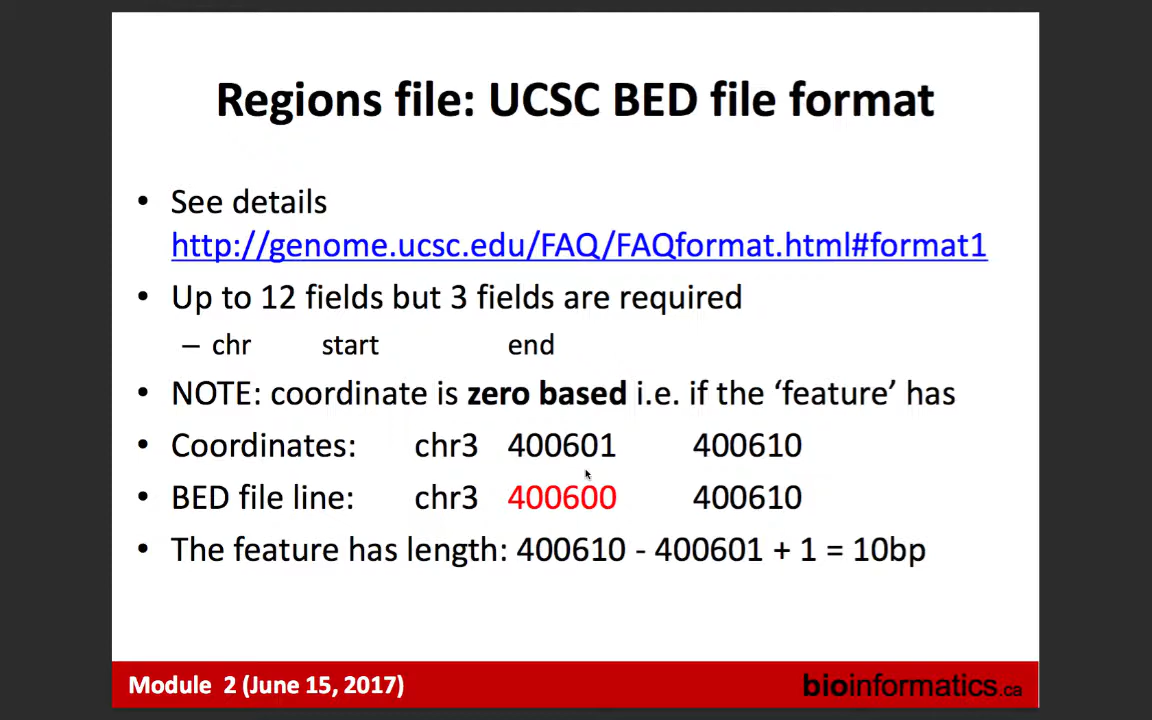 Regions file: UCSC BED file format
• See details
http://genome.ucsc.edu/FAQ/FAQformat.html#format1
• Up to 12 fields but 3 fields are required
– chr start end
• NOTE: coordinate is zero based i.e. if the ‘feature’ has
• Coordinates: chr3 400601 400610
• BED file line: chr3 400600 400610
• The feature has length: 400610 - 400601 + 1 = 10bp
Module 2 (June 15, 2017)
bioinformatics.ca